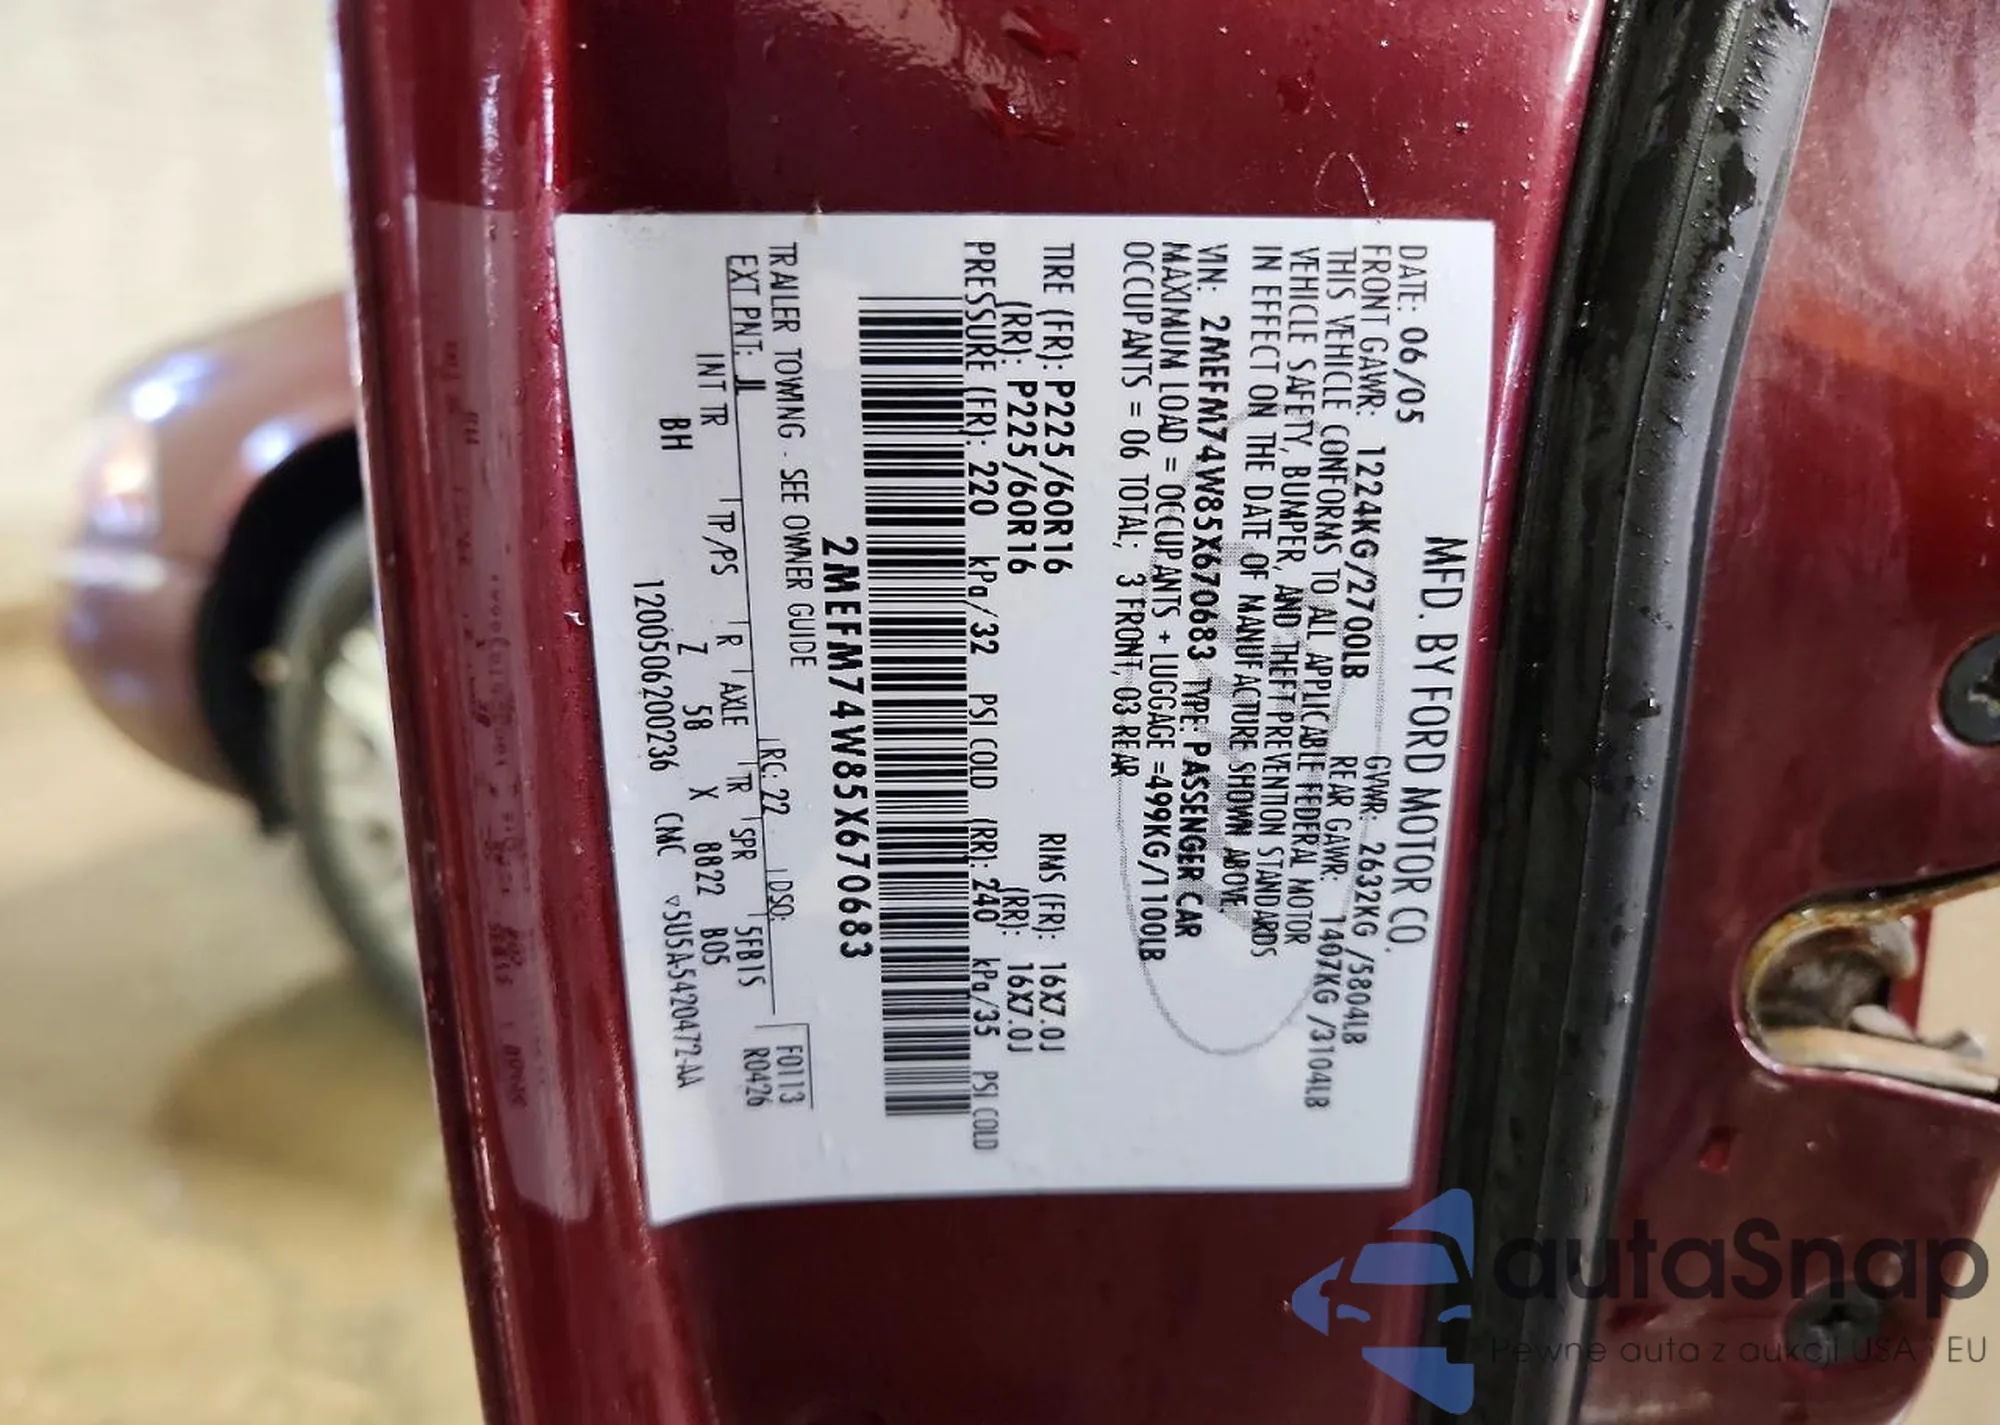 MFD. BY FORD MOTOR CO.
DATE: 06/05 GVWR: 2632KG /5804LB
FRONT GAWR: 1224KG/2700LB REAR GAWR: 1407KG /3104LB
THIS VEHICLE CONFORMS TO ALL APPLICABLE FEDERAL MOTOR
VEHICLE SAFETY, BUMPER, AND THEFT PREVENTION STANDARDS
IN EFFECT ON THE DATE OF MANUFACTURE SHOWN ABOVE.
VIN: 2MEFM74W85X670683 TYPE: PASSENGER CAR
MAXIMUM LOAD = OCCUPANTS + LUGGAGE =499KG/1100LB
OCCUPANTS = 06 TOTAL; 3 FRONT, 03 REAR
TIRE (FR): P225/60R16 RIMS (FR): 16X7.0J
(RR): P225/60R16 (RR): 16X7.0J
PRESSURE (FR): 220 kPa/32 PSI COLD (RR): 240 kPa/35 PSI COLD
2MEFM74W85X670683
TRAILER TOWING - SEE OWNER GUIDE
EXT PNT: JL RC: 22 DSO: F0113
INT TR TP/PS R AXLE TR SPR 5FB1S R0426
BH Z 58 X 8822 B05
120050620023​6 CMC ▽5U5A-5420472-AA
autaSnap
Pewne auta z aukcji USA i EU